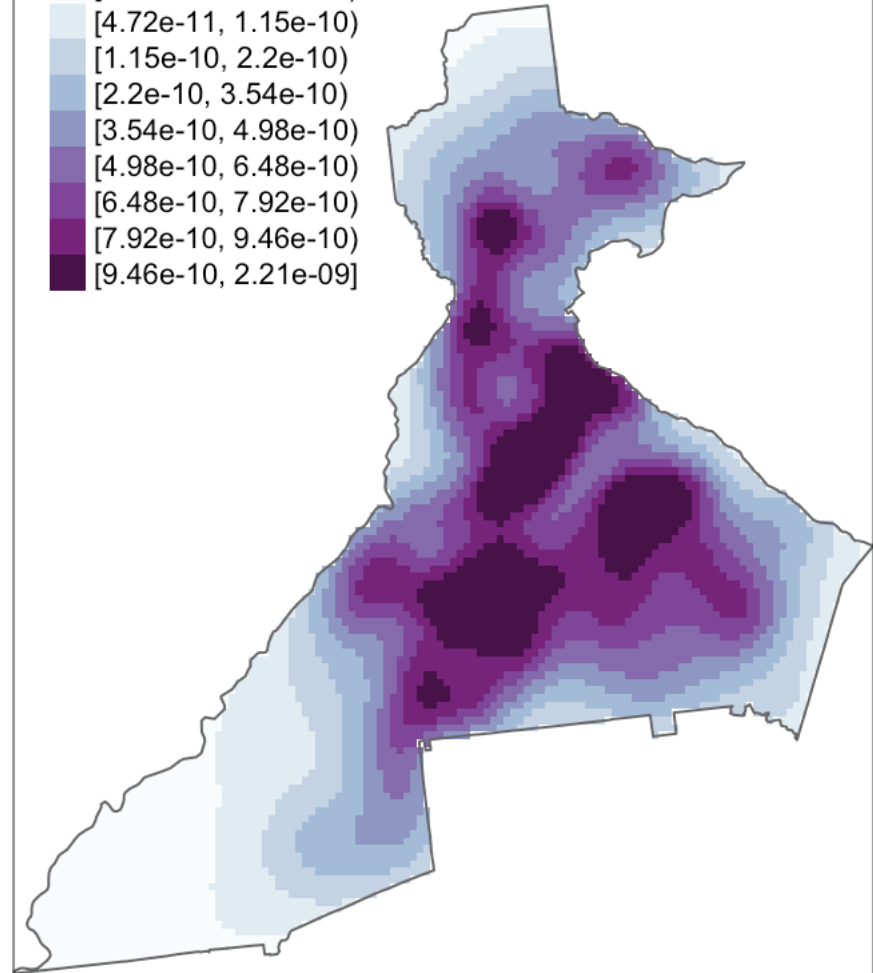 [4.72e-11, 1.15e-10)
[1.15e-10, 2.2e-10)
[2.2e-10, 3.54e-10)
[3.54e-10, 4.98e-10)
[4.98e-10, 6.48e-10)
[6.48e-10, 7.92e-10)
[7.92e-10, 9.46e-10)
[9.46e-10, 2.21e-09]